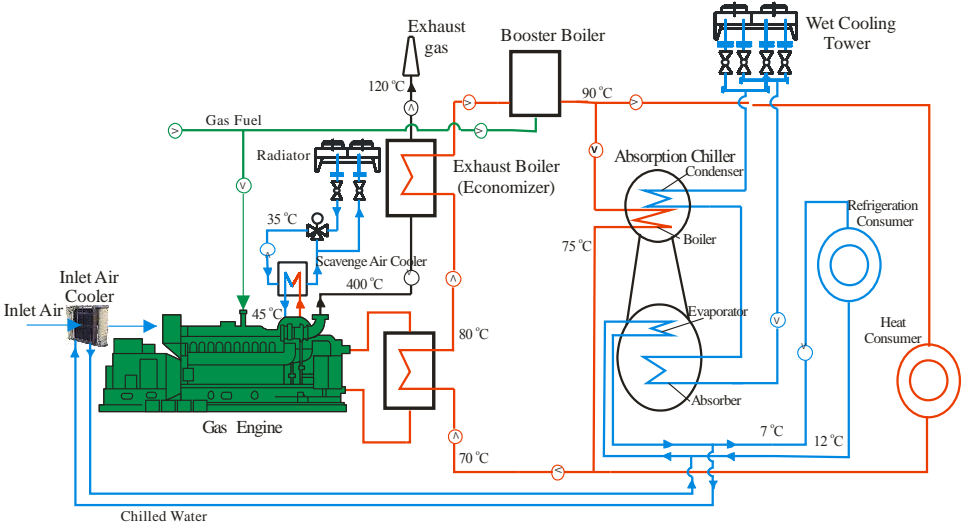 Exhaust
gas
Booster Boiler
Wet Cooling
Tower
120 °C
90 °C
Gas Fuel
Radiator
Exhaust Boiler
(Economizer)
Absorption Chiller
Condenser
35 °C
Refrigeration
Consumer
75 °C
Boiler
Scavenge Air Cooler
Inlet Air
Cooler
400 °C
Inlet Air
45 °C
Evaporator
80 °C
Heat
Consumer
Absorber
Gas Engine
7 °C
12 °C
70 °C
Chilled Water